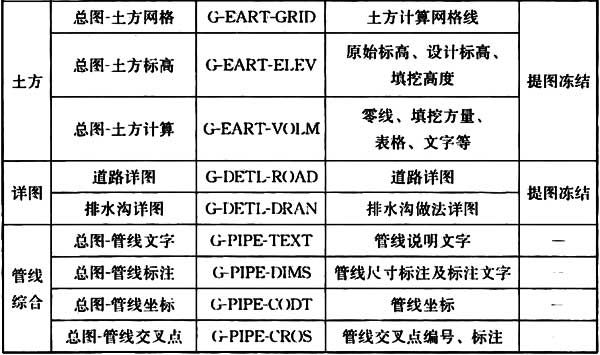 土方
总图-土方网格 G-EART-GRID 土方计算网格线
总图-土方标高 G-EART-ELEV 原始标高、设计标高、
填挖高度
提图冻结
总图-土方计算 G-EART-VOLM 零线、填挖方量、
表格、文字等
详图
道路详图 G-DETL-ROAD 道路详图
提图冻结
排水沟详图 G-DETL-DRAN 排水沟做法详图
管线
综合
总图-管线文字 G-PIPE-TEXT 管线说明文字 —
总图-管线标注 G-PIPE-DIMS 管线尺寸标注及标注文字 —
总图-管线坐标 G-PIPE-CODT 管线坐标 —
总图-管线交叉点 G-PIPE-CROS 管线交叉点编号、标注 —